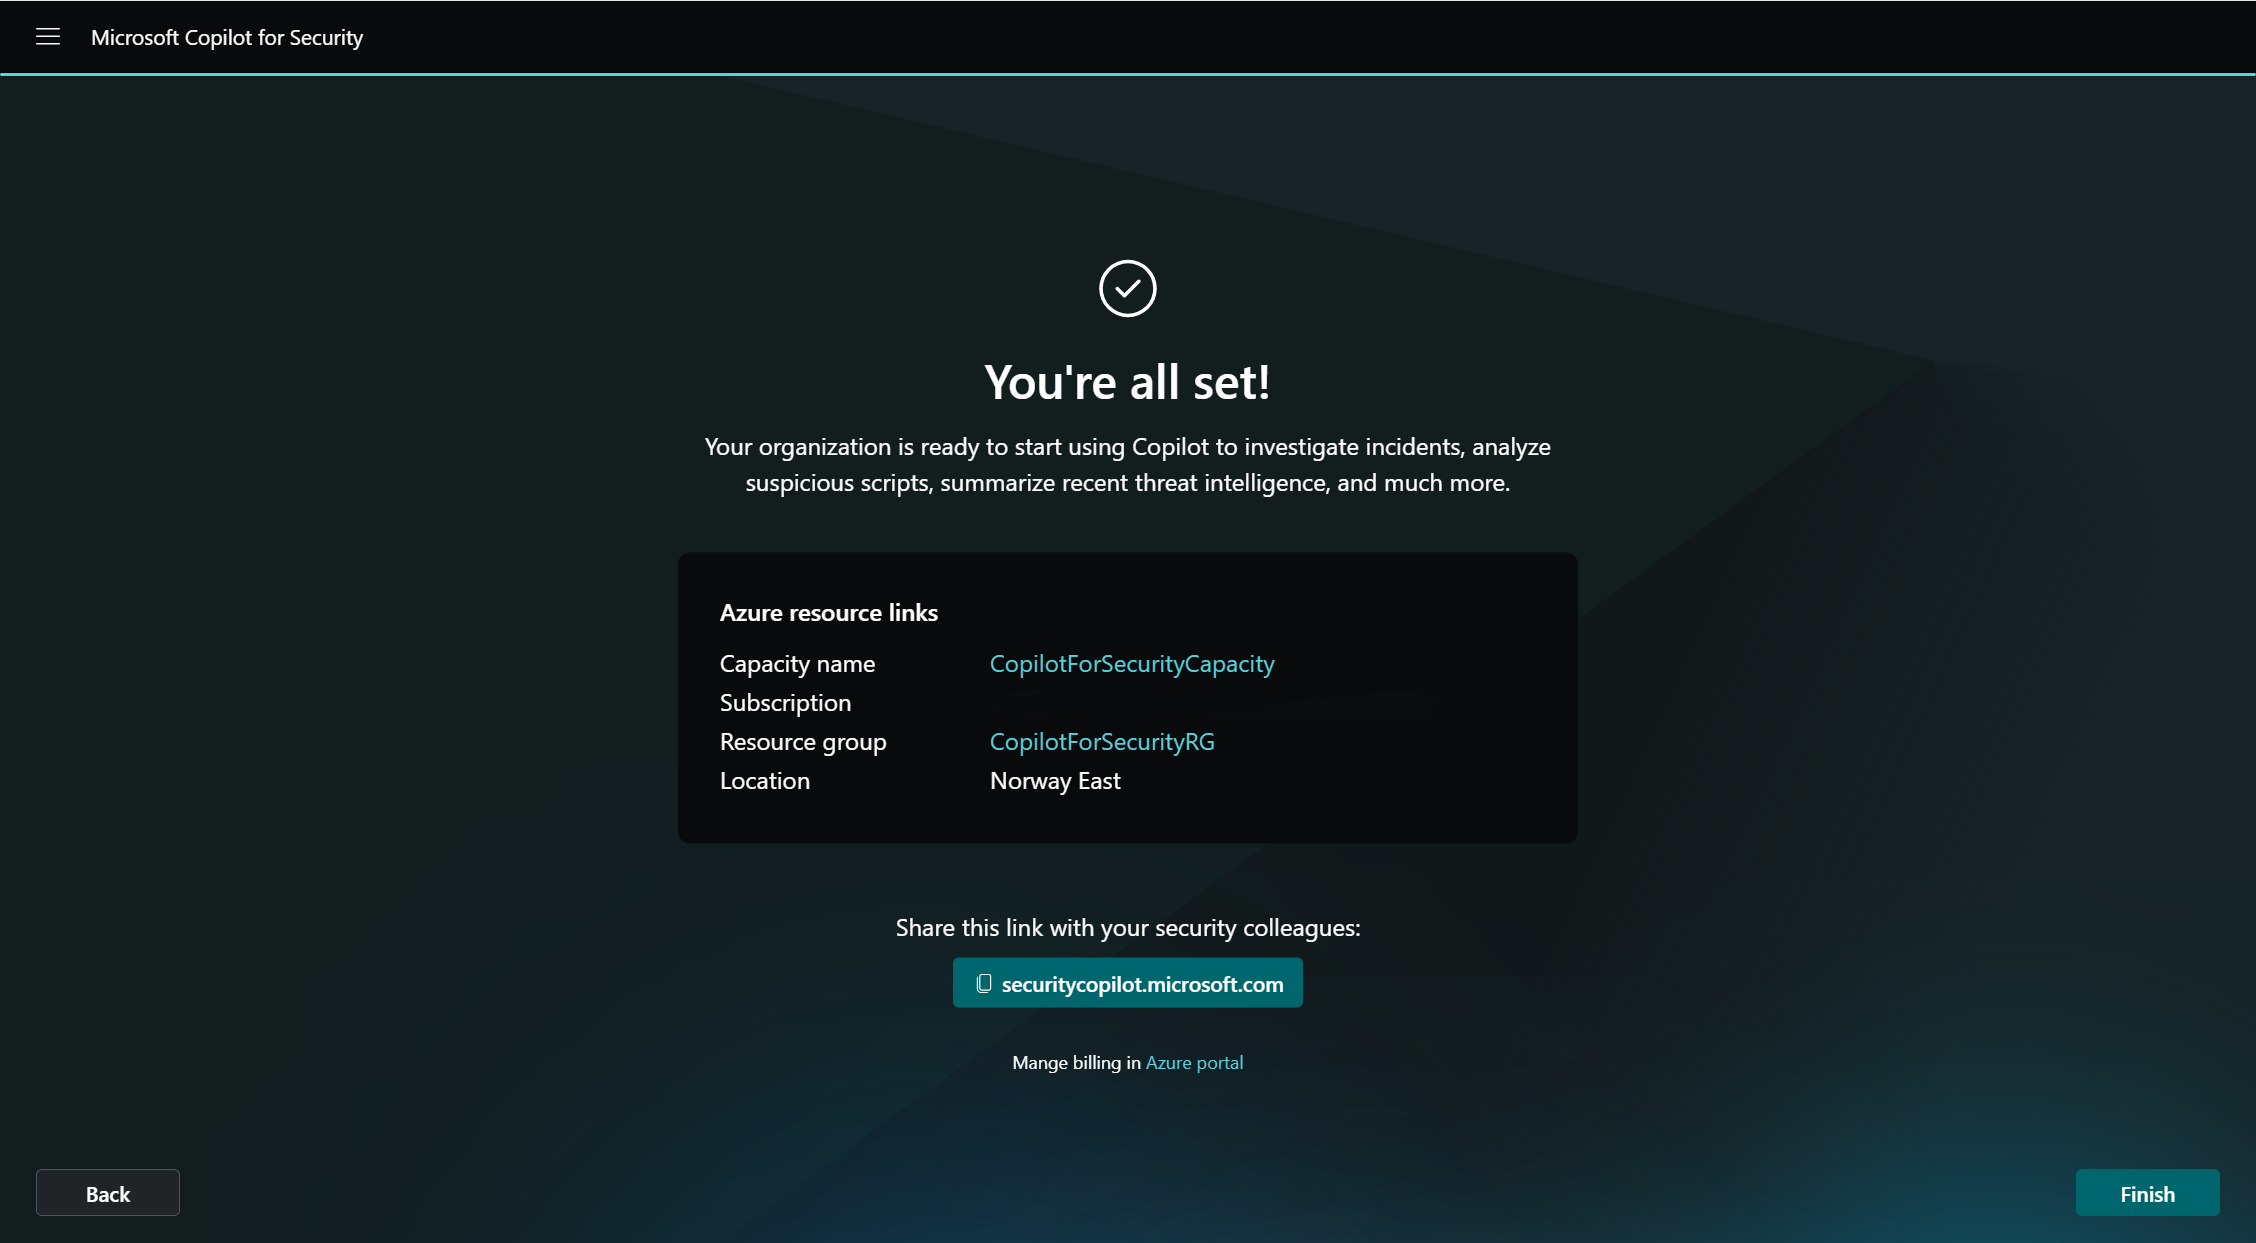 Microsoft Copilot for Security
You're all set!
Your organization is ready to start using Copilot to investigate incidents, analyze
suspicious scripts, summarize recent threat intelligence, and much more.
Azure resource links
Capacity name CopilotForSecurityCapacity
Subscription
Resource group CopilotForSecurityRG
Location Norway East
Share this link with your security colleagues:
securitycopilot.microsoft.com
Mange billing in Azure portal
Back
Finish